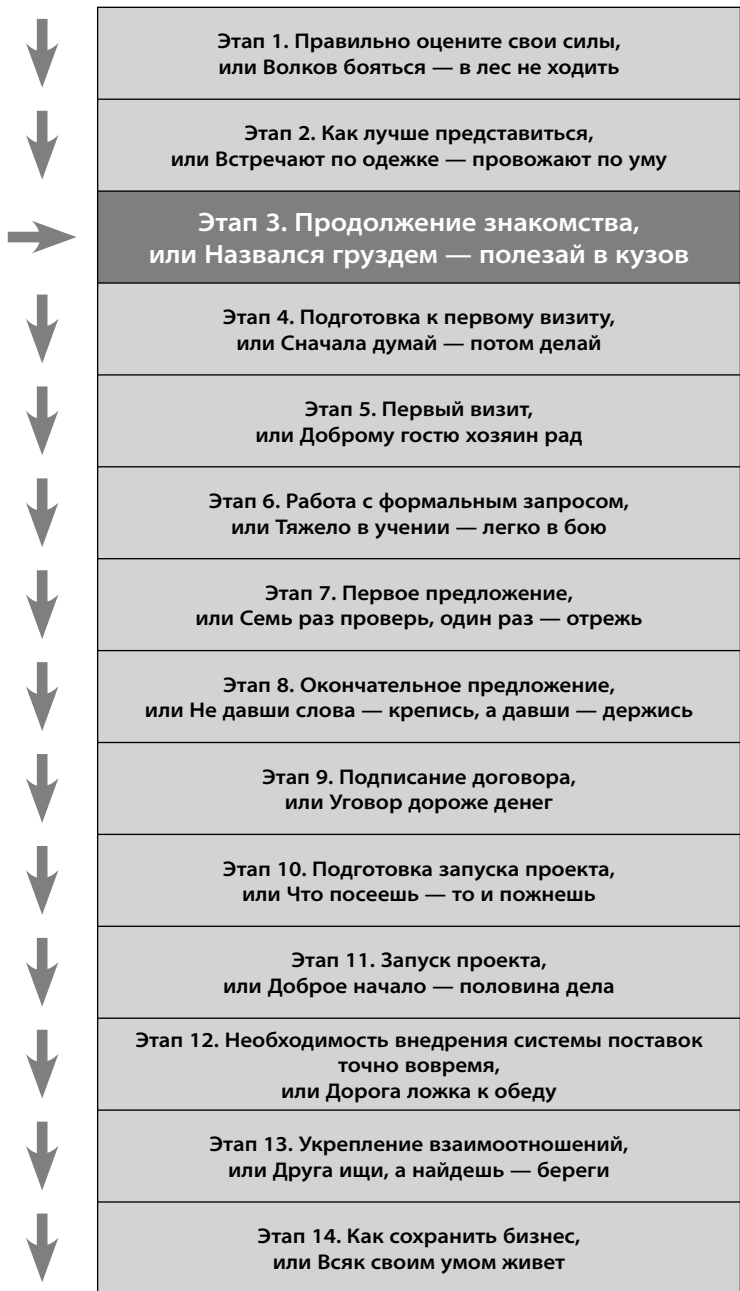 Этап 1. Правильно оцените свои силы,
или Волков бояться — в лес не ходить
Этап 2. Как лучше представиться,
или Встречают по одежке — провожают по уму
Этап 3. Продолжение знакомства,
или Назвался груздем — полезай в кузов
Этап 4. Подготовка к первому визиту,
или Сначала думай — потом делай
Этап 5. Первый визит,
или Доброму гостю хозяин рад
Этап 6. Работа с формальным запросом,
или Тяжело в учении — легко в бою
Этап 7. Первое предложение,
или Семь раз проверь, один раз — отрежь
Этап 8. Окончательное предложение,
или Не давши слова — крепись, а давши — держись
Этап 9. Подписание договора,
или Уговор дороже денег
Этап 10. Подготовка запуска проекта,
или Что посеешь — то и пожнешь
Этап 11. Запуск проекта,
или Доброе начало — половина дела
Этап 12. Необходимость внедрения системы поставок
точно вовремя,
или Дорога ложка к обеду
Этап 13. Укрепление взаимоотношений,
или Друга ищи, а найдешь — береги
Этап 14. Как сохранить бизнес,
или Всяк своим умом живет